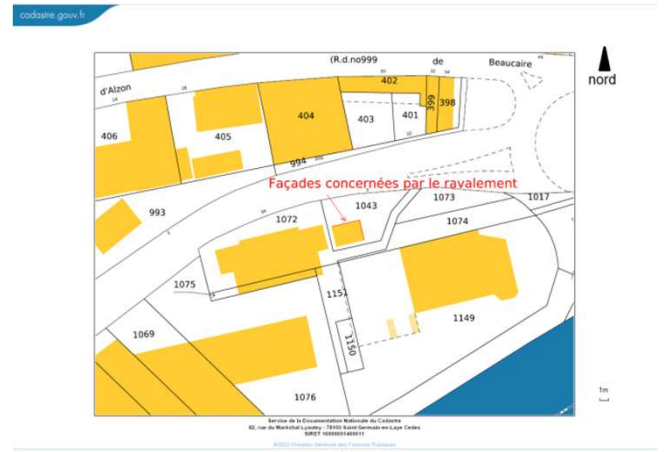 cadastre.gouv.fr
(R.d.no999 de Beaucaire
nord
d'Alzon
402
399
398
404
403
401
406
405
994
Façades concernées par le ravalement
993
1072
1043
1073
1017
1074
1075
1151
1149
1069
1150
1076
1m
Service de la Documentation Nationale du Cadastre
82, rue du Maréchal Lyautey - 78103 Saint-Germain-en-Laye Cedex
SIRET 16000001400011
©2022 Direction Générale des Finances Publiques